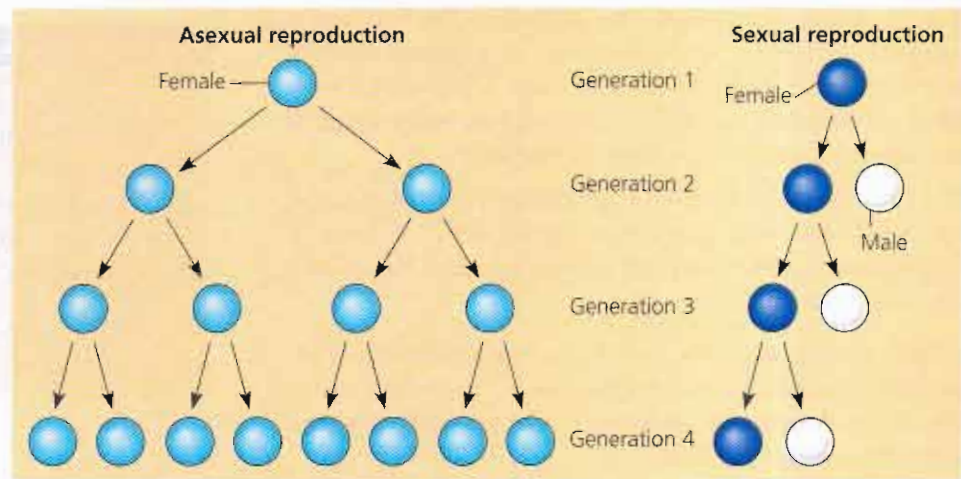 Asexual reproduction
Sexual reproduction
Female
Generation 1
Female
Generation 2
Male
Generation 3
Generation 4